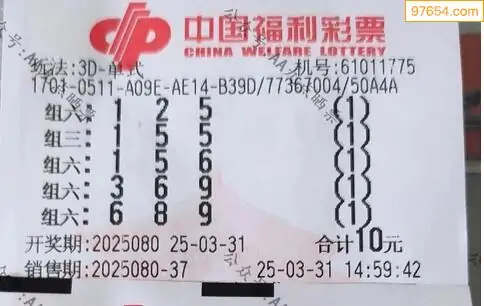 97654.com
中国福利彩票
CHINA WELFARE LOTTERY
玩法:3D-单式 机号:61011775
1701-0511-A09E-AE14-B39D/77367004/50A4A
组六: 1 2 5 (1)
组三: 1 5 5 (1)
组六: 1 5 6 (1)
组六: 3 6 9 (1)
组六: 6 8 9 (1)
开奖期:2025080 25-03-31 合计10元
销售期:2025080-37 25-03-31 14:59:42